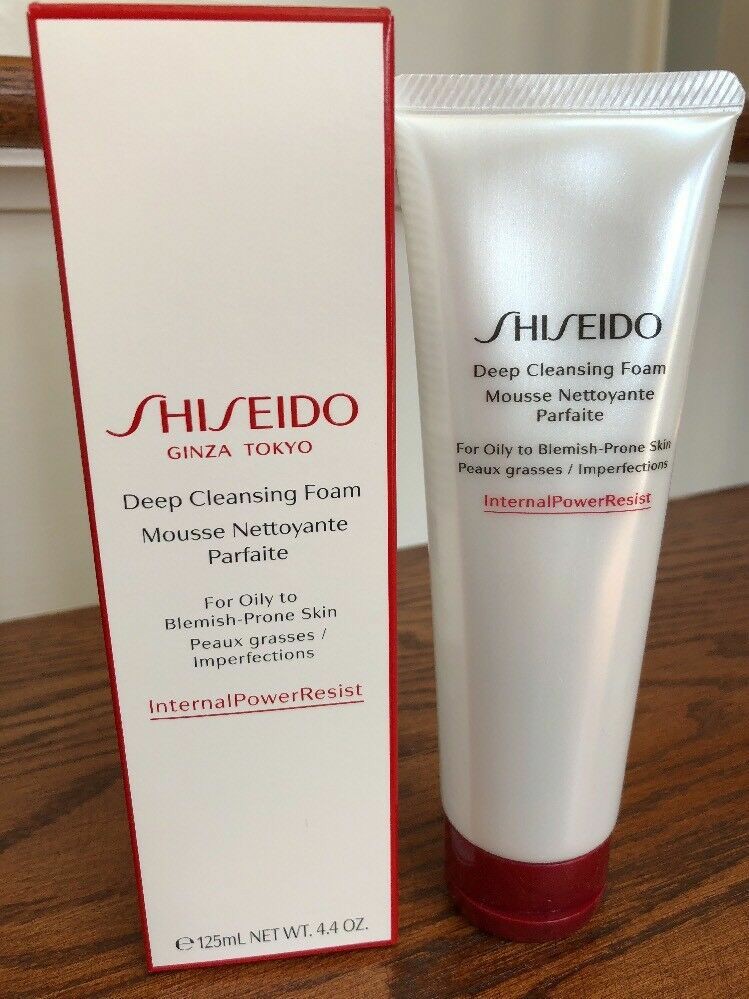 SHISEIDO
GINZA TOKYO
Deep Cleansing Foam
Mousse Nettoyante
Parfaite
For Oily to
Blemish-Prone Skin
Peaux grasses /
Imperfections
InternalPowerResist
℮ 125mL NET WT. 4.4 OZ.
SHISEIDO
Deep Cleansing Foam
Mousse Nettoyante
Parfaite
For Oily to Blemish-Prone Skin
Peaux grasses / Imperfections
InternalPowerResist